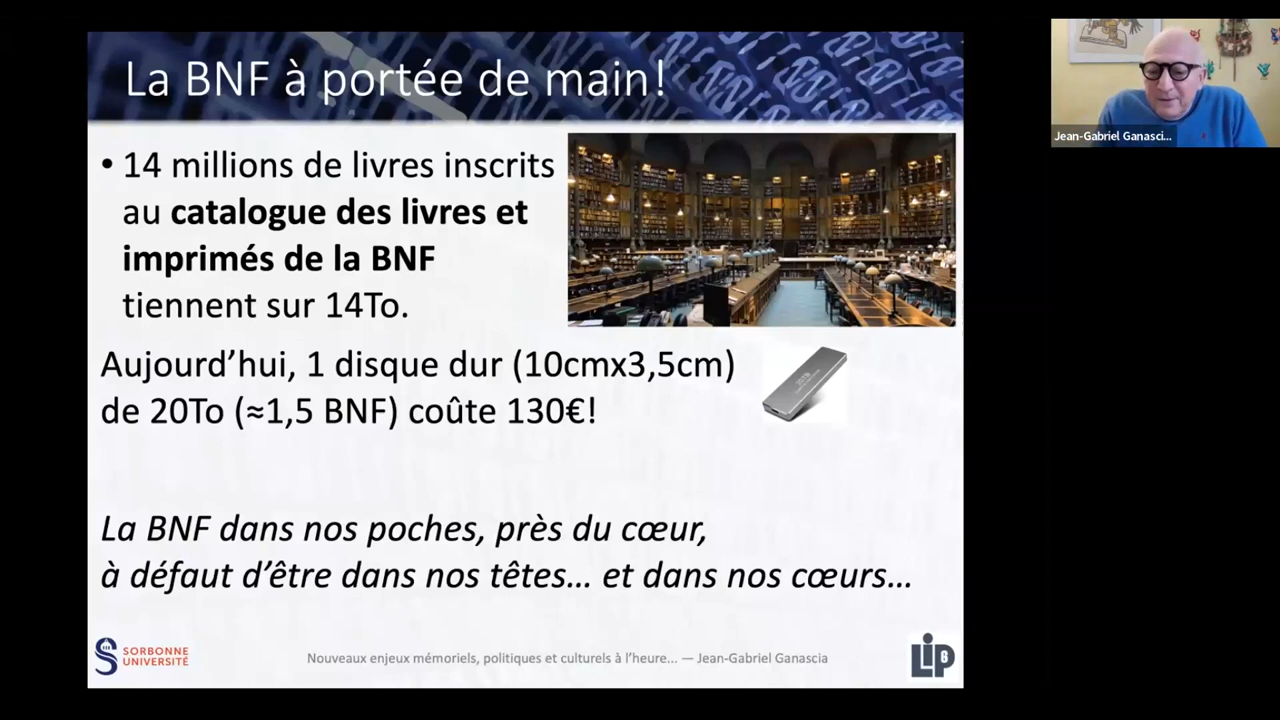 La BNF à portée de main!
• 14 millions de livres inscrits
au catalogue des livres et
imprimés de la BNF
tiennent sur 14To.
Aujourd’hui, 1 disque dur (10cmx3,5cm)
de 20To (≈1,5 BNF) coûte 130€!
La BNF dans nos poches, près du cœur,
à défaut d’être dans nos têtes… et dans nos cœurs…
SORBONNE
UNIVERSITÉ
Nouveaux enjeux mémoriels, politiques et culturels à l’heure... — Jean-Gabriel Ganascia
LIP6
Jean-Gabriel Ganasci...